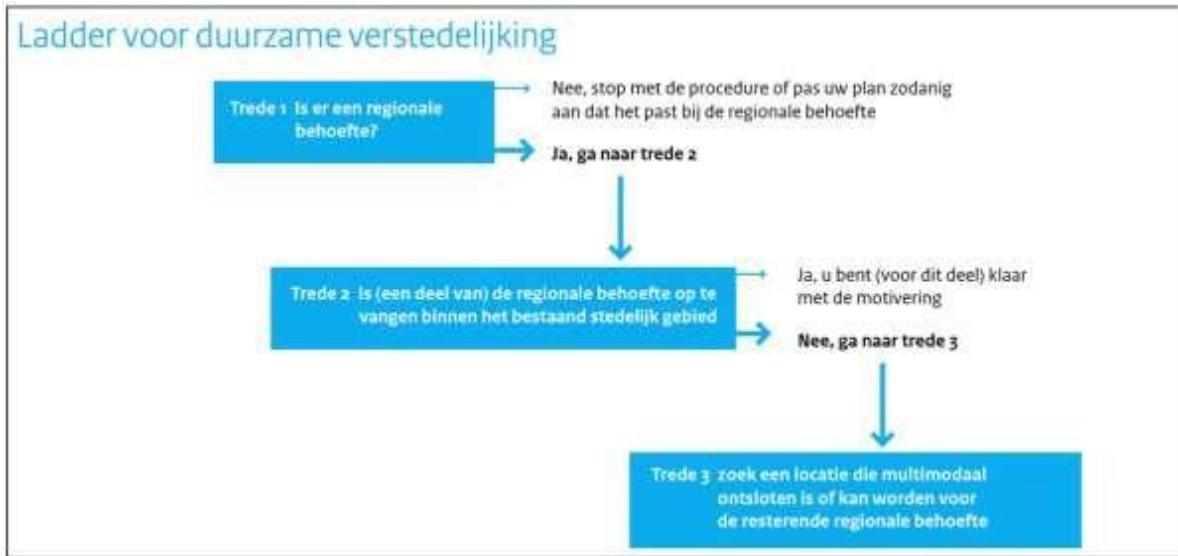 Ladder voor duurzame verstedelijking
Trede 1 Is er een regionale
behoefte?
Nee, stop met de procedure of pas uw plan zodanig
aan dat het past bij de regionale behoefte
Ja, ga naar trede 2
Trede 2 Is (een deel van) de regionale behoefte op te
vangen binnen het bestaand stedelijk gebied
Ja, u bent (voor dit deel) klaar
met de motivering
Nee, ga naar trede 3
Trede 3 zoek een locatie die multimodaal
ontsloten is of kan worden voor
de resterende regionale behoefte